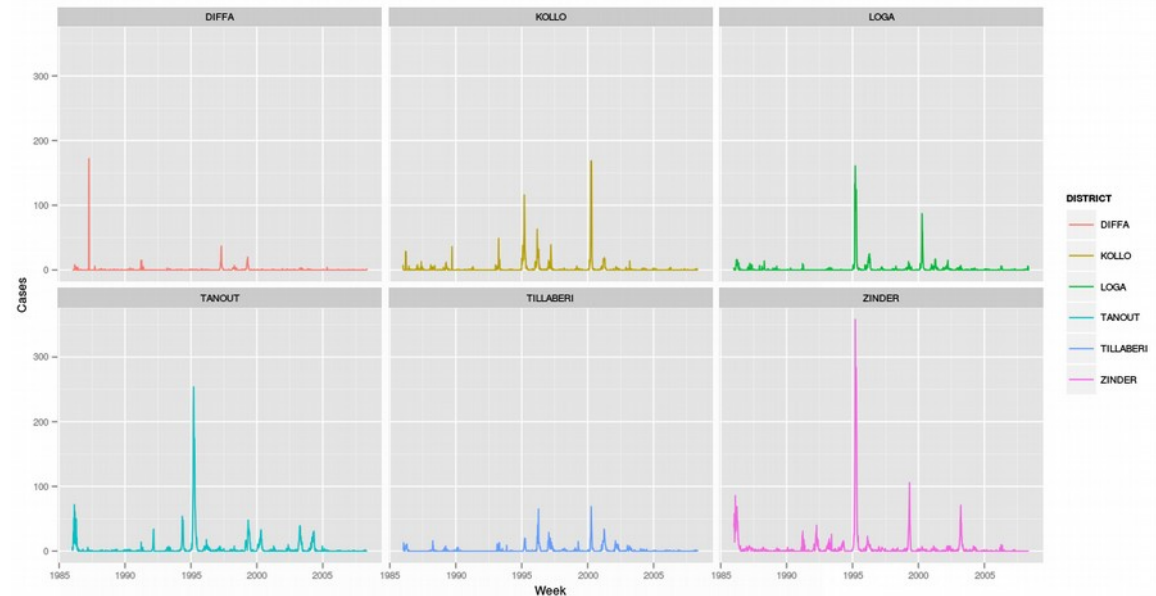 DIFFA KOLLO LOGA
300
200
100
0
Cases
TANOUT TILLABERI ZINDER
300
200
100
0
1985 1990 1995 2000 2005 1985 1990 1995 2000 2005 1985 1990 1995 2000 2005
Week
DISTRICT
DIFFA
KOLLO
LOGA
TANOUT
TILLABERI
ZINDER